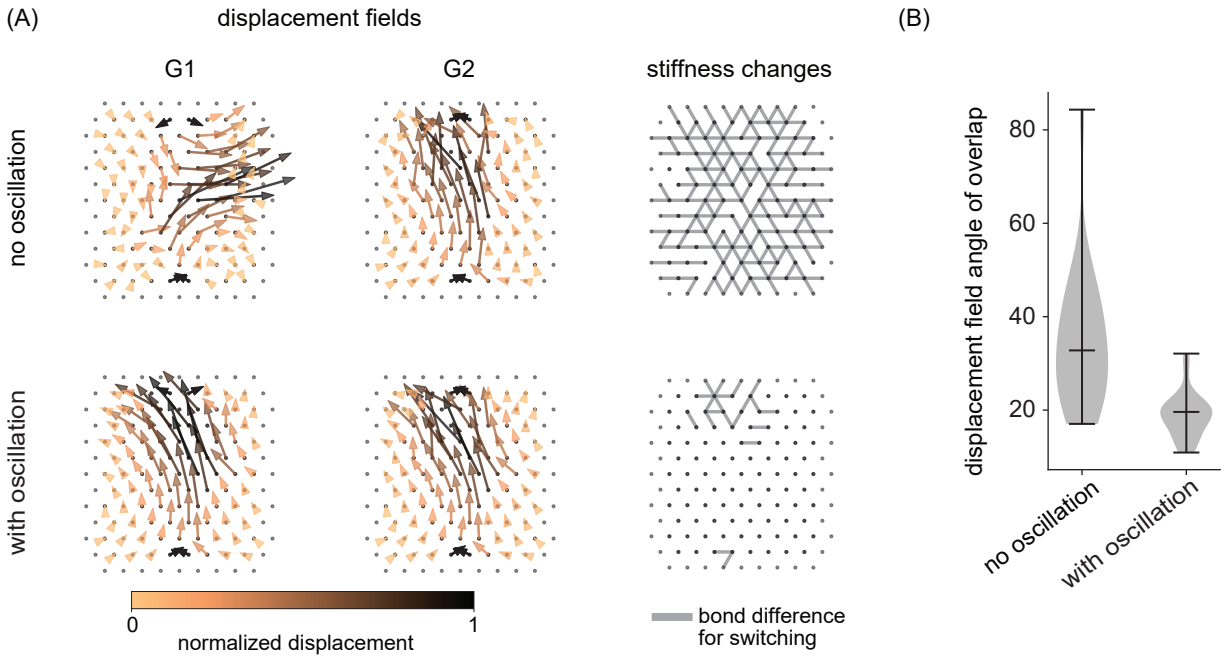 (A)
displacement fields
(B)
G1
G2
stiffness changes
no oscillation
with oscillation
0
1
normalized displacement
bond difference
for switching
displacement field angle of overlap
80
60
40
20
no oscillation
with oscillation